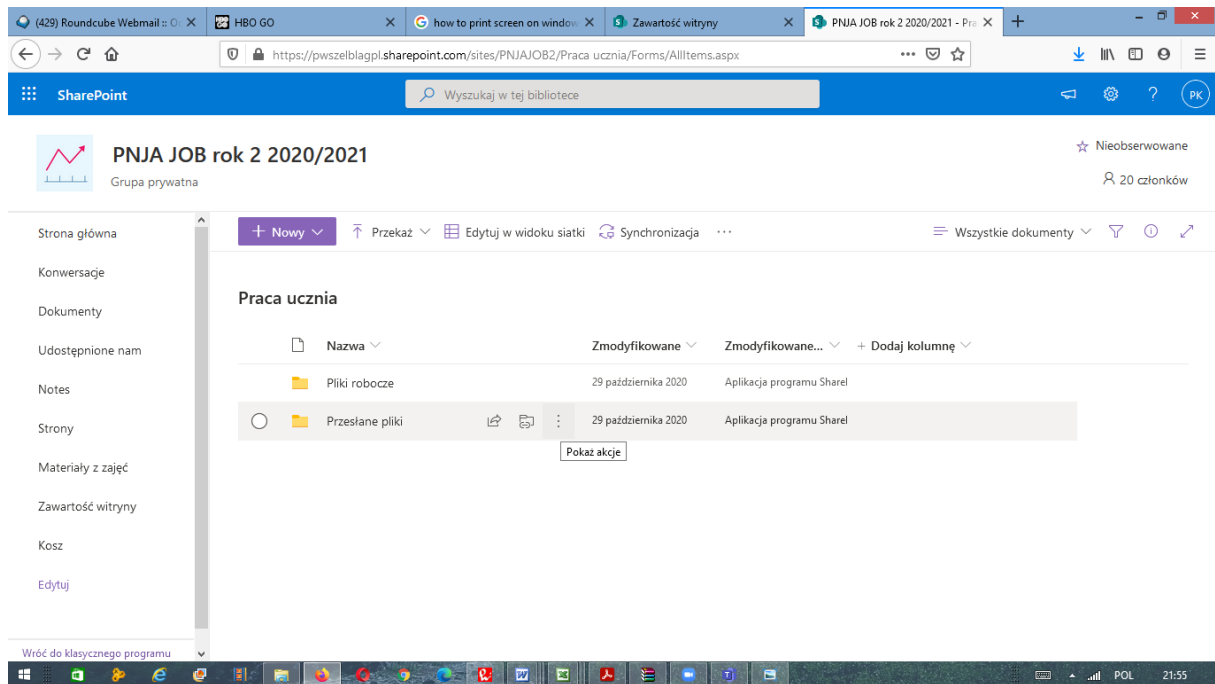 (429) Roundcube Webmail :: O
HBO GO
how to print screen on window
Zawartość witryny
PNJA JOB rok 2 2020/2021 - Pra
https://pwszelblagpl.sharepoint.com/sites/PNJAJOB2/Praca ucznia/Forms/AllItems.aspx
SharePoint
Wyszukaj w tej bibliotece
PK
PNJA JOB rok 2 2020/2021
Grupa prywatna
Nieobserwowane
20 członków
Strona główna
Konwersacje
Dokumenty
Udostępnione nam
Notes
Strony
Materiały z zajęć
Zawartość witryny
Kosz
Edytuj
Wróć do klasycznego programu
+ Nowy
Przekaż
Edytuj w widoku siatki
Synchronizacja
...
Wszystkie dokumenty
Praca ucznia
Nazwa
Zmodyfikowane
Zmodyfikowane...
+ Dodaj kolumnę
Pliki robocze
29 października 2020
Aplikacja programu Sharel
Przesłane pliki
29 października 2020
Aplikacja programu Sharel
Pokaż akcje
POL
21:55